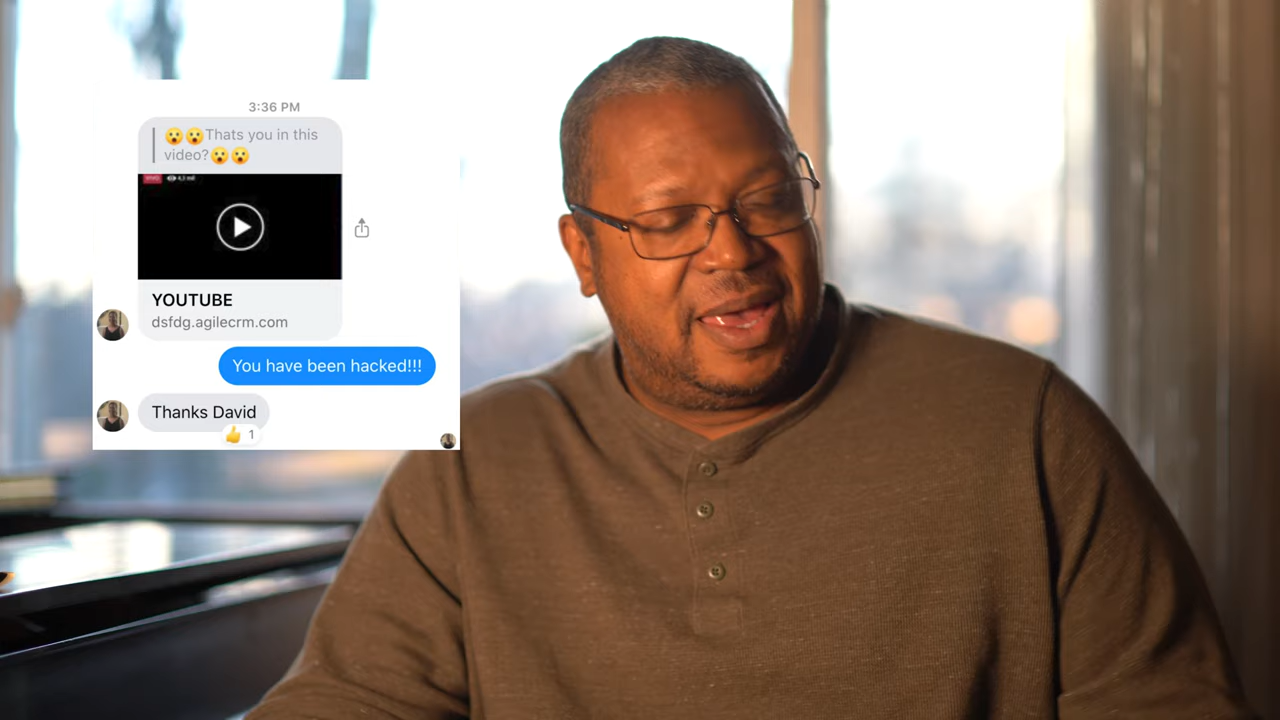 3:36 PM
😮😮Thats you in this
video?😮😮
YOUTUBE
dsfdg.agilecrm.com
You have been hacked!!!
Thanks David
👍 1